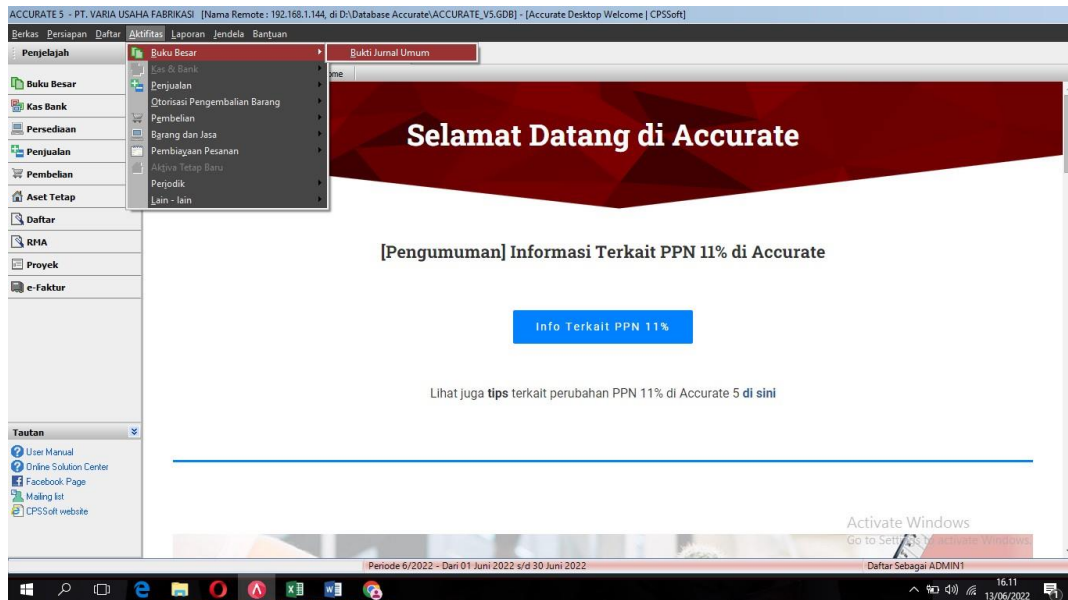 ACCURATE 5 - PT. VARIA USAHA FABRIKASI [Nama Remote : 192.168.1.144, di D:\Database Accurate\ACCURATE_V5.GDB] - [Accurate Desktop Welcome | CPSSoft]
Berkas Persiapan Daftar Aktifitas Laporan Jendela Bantuan
Penjelajah
Buku Besar
Kas Bank
Persediaan
Penjualan
Pembelian
Aset Tetap
Daftar
RMA
Proyek
e-Faktur
Buku Besar
Kas & Bank
Penjualan
Otorisasi Pengembalian Barang
Pembelian
Barang dan Jasa
Pembiayaan Pesanan
Aktiva Tetap Baru
Periodik
Lain - lain
Bukti Jurnal Umum
Selamat Datang di Accurate
[Pengumuman] Informasi Terkait PPN 11% di Accurate
Info Terkait PPN 11%
Lihat juga tips terkait perubahan PPN 11% di Accurate 5 di sini
Tautan
User Manual
Online Solution Center
Facebook Page
Mailing list
CPSSoft website
Activate Windows
Go to Settings to activate Windows.
Periode 6/2022 - Dari 01 Juni 2022 s/d 30 Juni 2022
Daftar Sebagai ADMIN1
16.11
13/06/2022